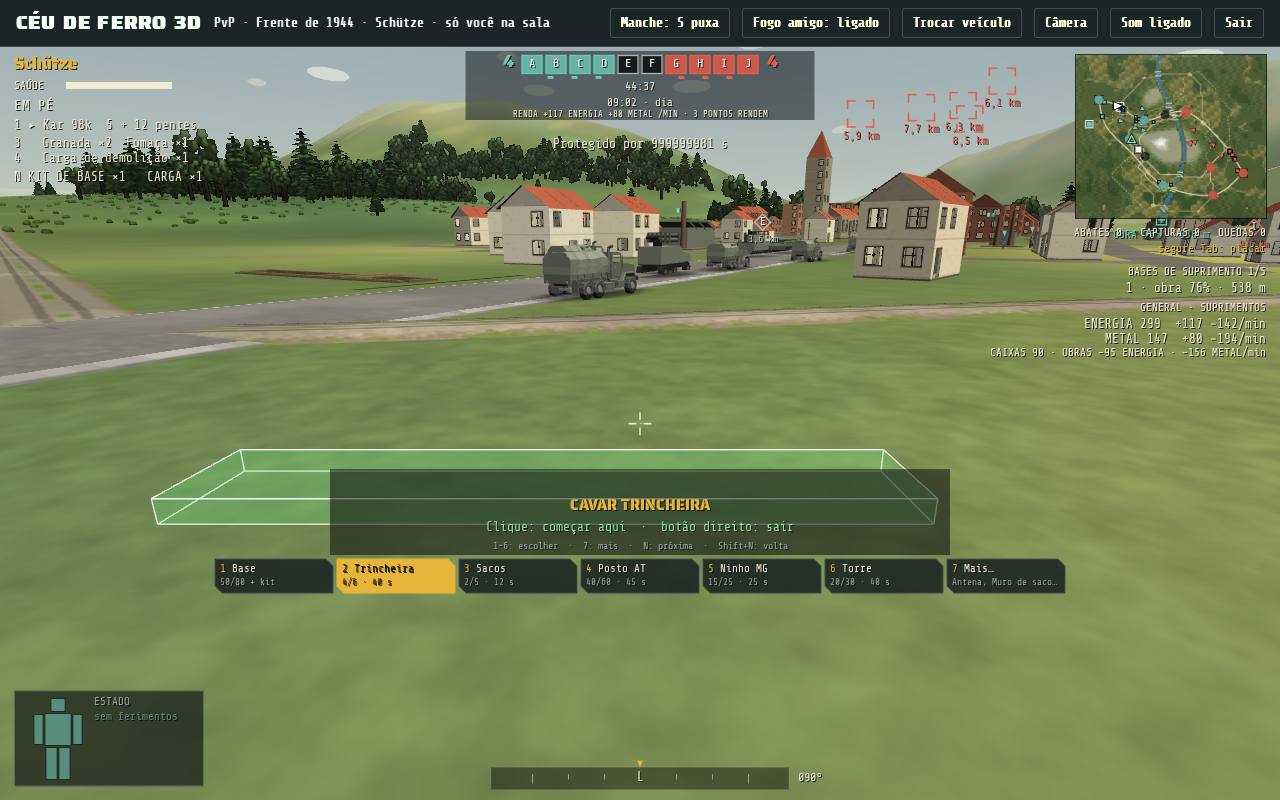 CÉU DE FERRO 3D PvP · Frente de 1944 · Schütze · só você na sala
Manche: S puxa Fogo amigo: ligado Trocar veículo Câmera Som ligado Sair
Schütze
SAÚDE
EM PÉ
1 ▸ Kar 98k 5 + 12 pentes
3 Granada ×2 Fumaça ×1
4 Carga de demolição ×1
N KIT DE BASE ×1 CARGA ×1
4 A B C D E F G H I J 4
44:37
09:02 · dia
RENDA +117 ENERGIA +80 METAL /MIN · 3 PONTOS RENDEM
Protegido por 999999981 s
5,9 km
7,7 km
6,3 km
8,5 km
6,1 km
E
ABATES 0 · CAPTURAS 0 · QUEDAS 0
segure Tab: placar
BASES DE SUPRIMENTO 1/5
1 · obra 76% · 538 m
GENERAL · SUPRIMENTOS
ENERGIA 299 +117 −142/min
METAL 147 +80 −194/min
CAIXAS 90 · OBRAS −95 ENERGIA · −156 METAL/min
CAVAR TRINCHEIRA
Clique: começar aqui · botão direito: sair
1–6: escolher · 7: mais · N: próxima · Shift+N: volta
1 Base
50/80 + kit
2 Trincheira
4/6 · 40 s
3 Sacos
2/5 · 12 s
4 Posto AT
40/60 · 45 s
5 Ninho MG
15/25 · 25 s
6 Torre
20/30 · 40 s
7 Mais…
Antena, Muro de saco…
ESTADO
sem ferimentos
L
090°